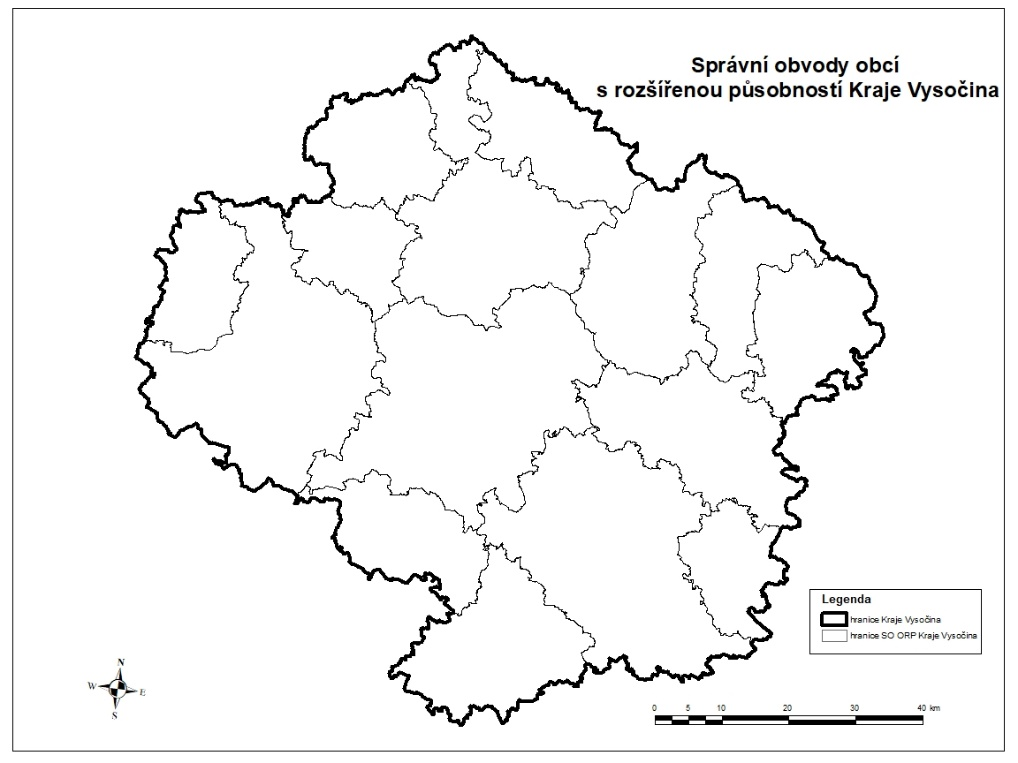 Správní obvody obcí
s rozšířenou působností Kraje Vysočina
Legenda
hranice Kraje Vysočina
hranice SO ORP Kraje Vysočina
N
W E
S
0 5 10 20 30 40 km